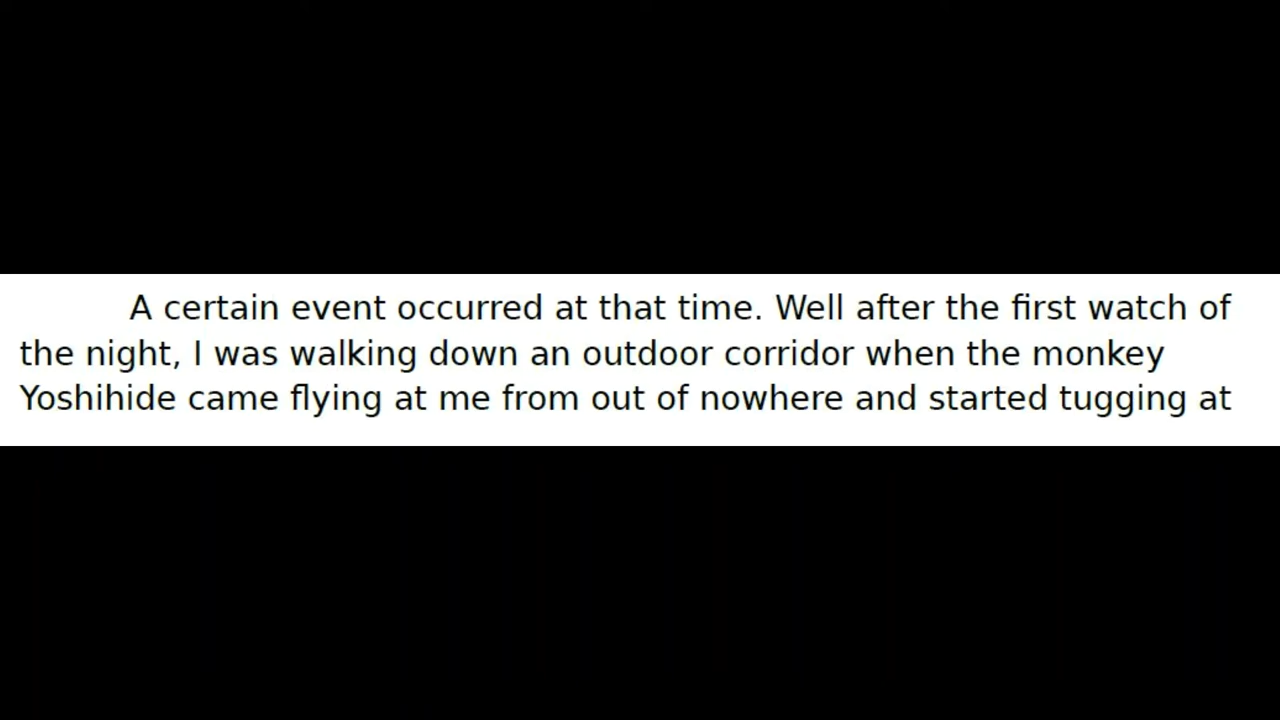 A certain event occurred at that time. Well after the first watch of
the night, I was walking down an outdoor corridor when the monkey
Yoshihide came flying at me from out of nowhere and started tugging at